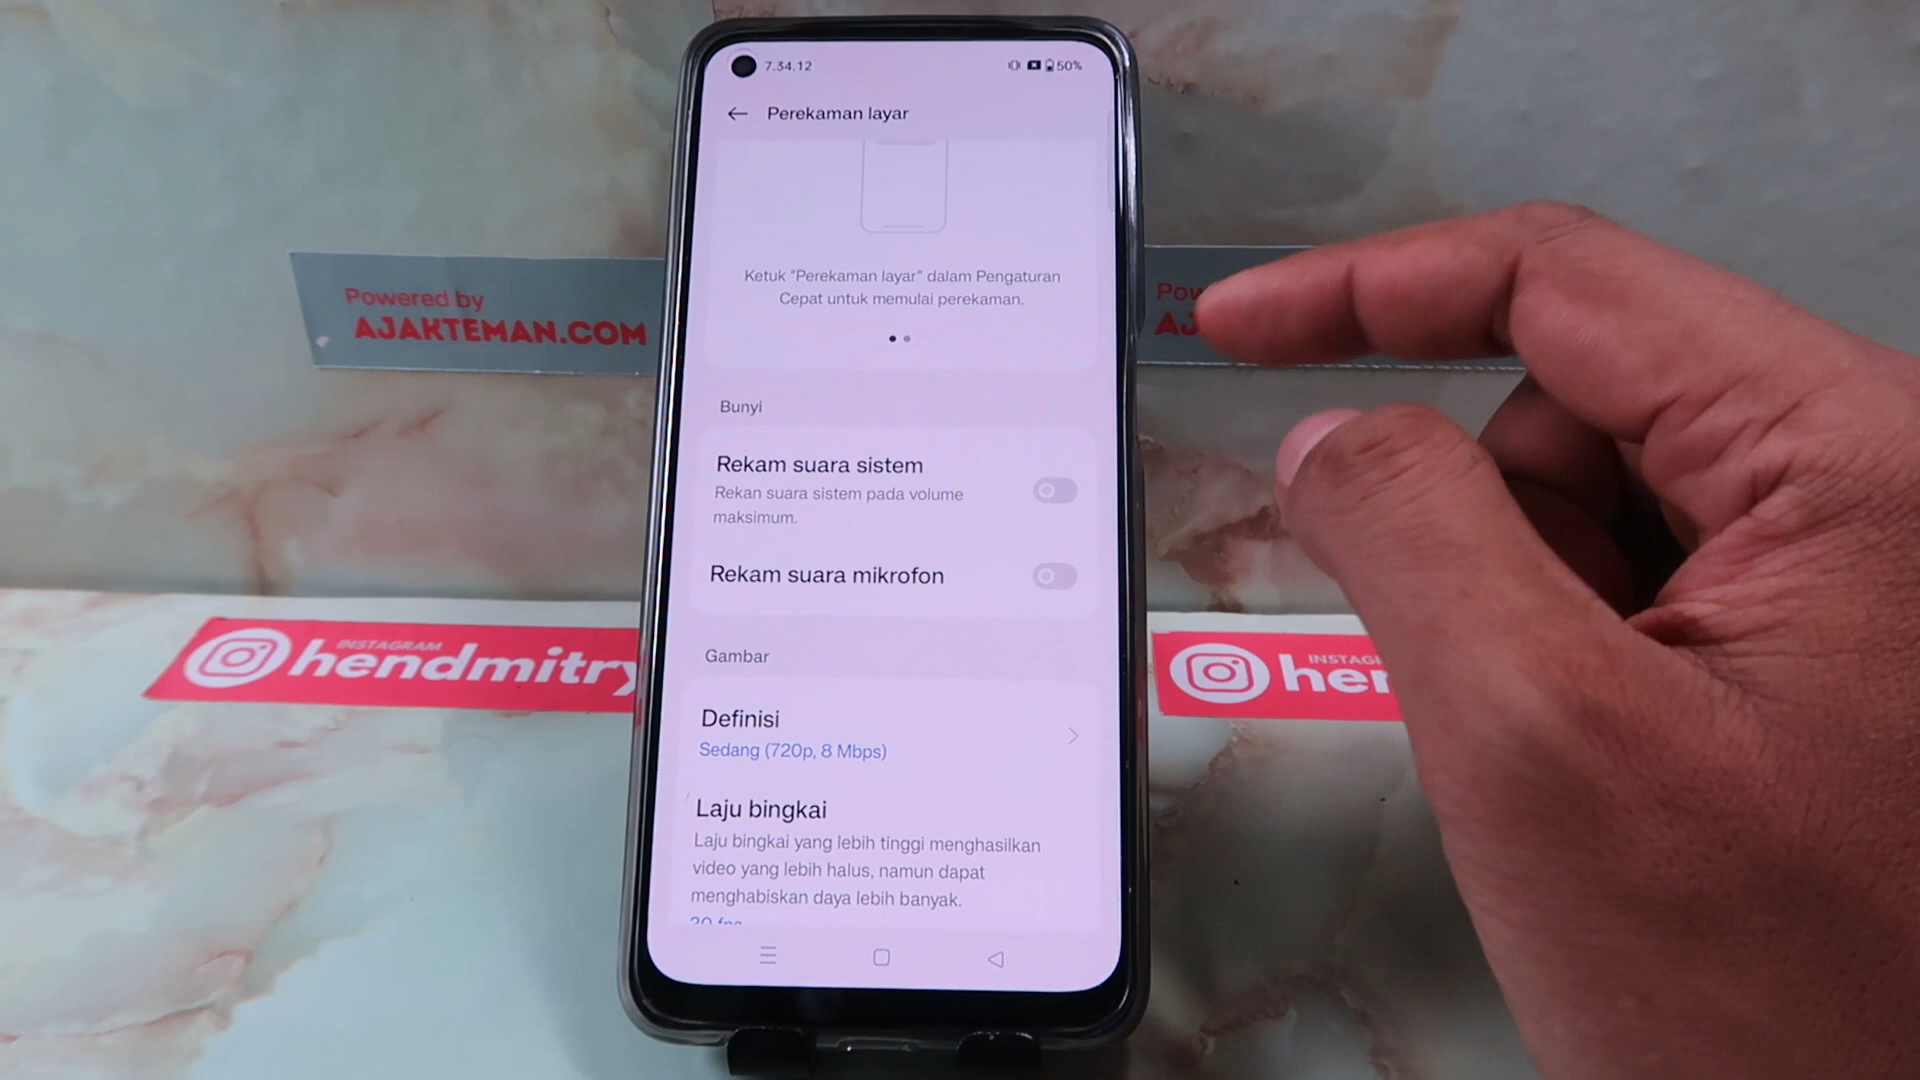 7.34.12
50%
Perekaman layar
Ketuk "Perekaman layar" dalam Pengaturan
Cepat untuk memulai perekaman.
Bunyi
Rekam suara sistem
Rekan suara sistem pada volume
maksimum.
Rekam suara mikrofon
Gambar
Definisi
Sedang (720p, 8 Mbps)
Laju bingkai
Laju bingkai yang lebih tinggi menghasilkan
video yang lebih halus, namun dapat
menghabiskan daya lebih banyak.
Powered by
AJAKTEMAN.COM
INSTAGRAM
hendmitry